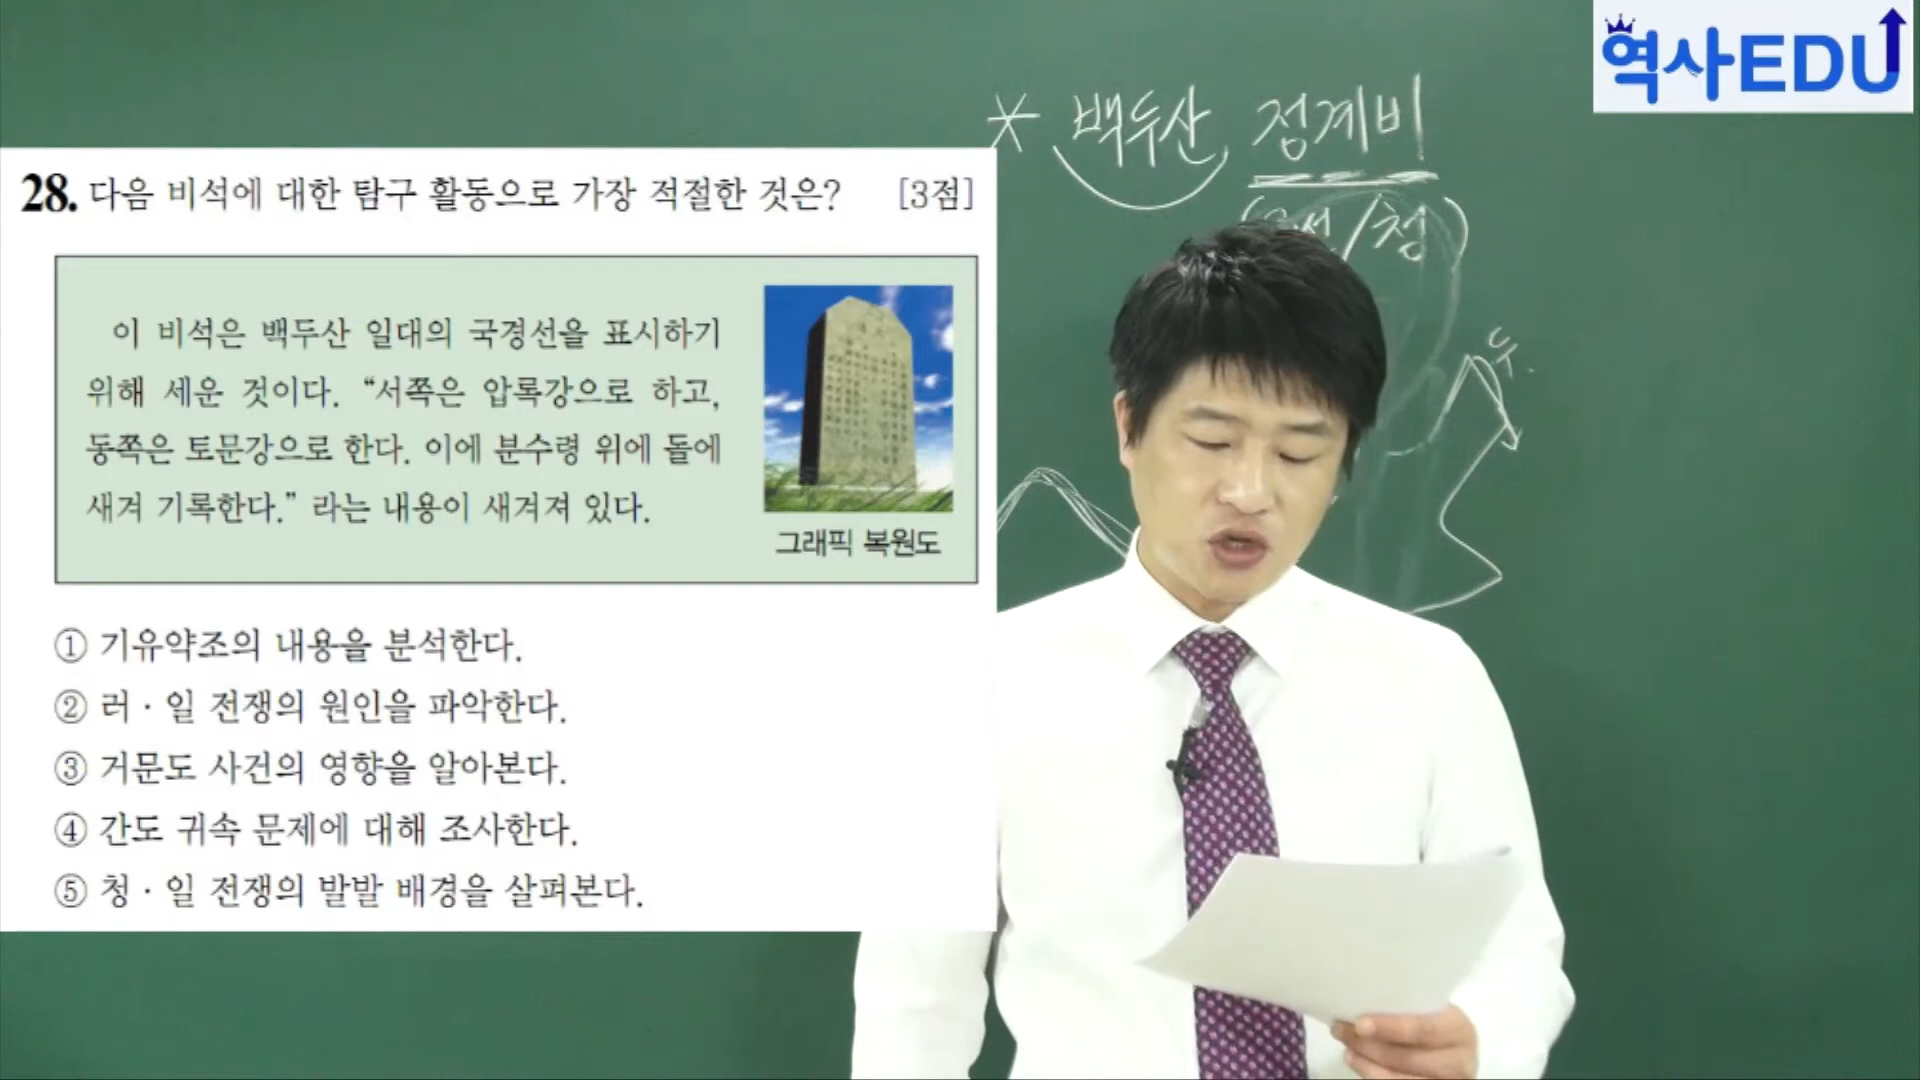 역사EDU
* 백두산 정계비
/청)
28. 다음 비석에 대한 탐구 활동으로 가장 적절한 것은? [3점]
이 비석은 백두산 일대의 국경선을 표시하기
위해 세운 것이다. “서쪽은 압록강으로 하고,
동쪽은 토문강으로 한다. 이에 분수령 위에 돌에
새겨 기록한다.” 라는 내용이 새겨져 있다.
그래픽 복원도
① 기유약조의 내용을 분석한다.
② 러 · 일 전쟁의 원인을 파악한다.
③ 거문도 사건의 영향을 알아본다.
④ 간도 귀속 문제에 대해 조사한다.
⑤ 청 · 일 전쟁의 발발 배경을 살펴본다.
두.